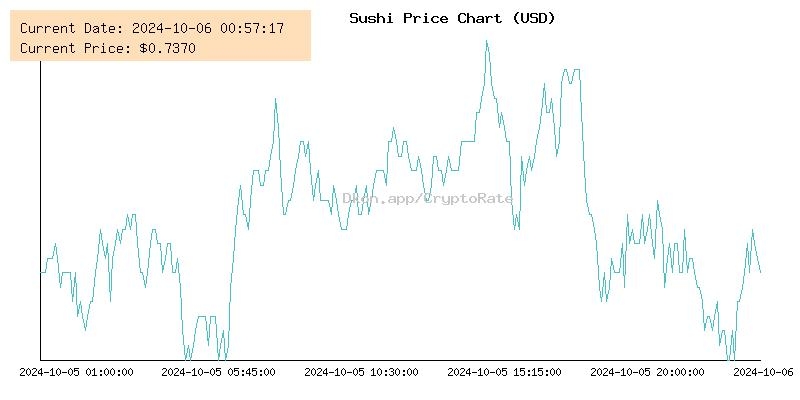 Sushi Price Chart (USD)
Current Date: 2024-10-06 00:57:17
Current Price: $0.7370
Dkon.app/CryptoRate
2024-10-05 01:00:00 2024-10-05 05:45:00 2024-10-05 10:30:00 2024-10-05 15:15:00 2024-10-05 20:00:00 2024-10-06